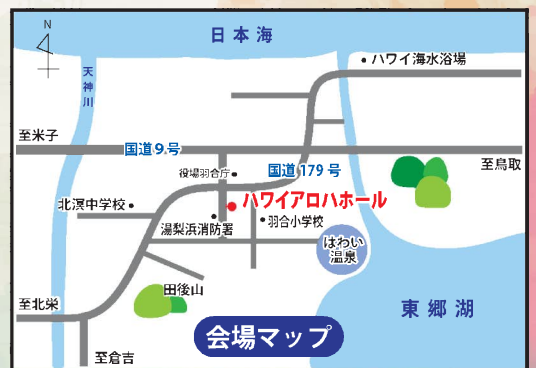 N
日本海
ハワイ海水浴場
天神川
至米子
国道9号
国道179号
至鳥取
役場羽合庁
ハワイアロハホール
北溟中学校
湯梨浜消防署
羽合小学校
はわい
温泉
田後山
東郷湖
至北栄
会場マップ
至倉吉